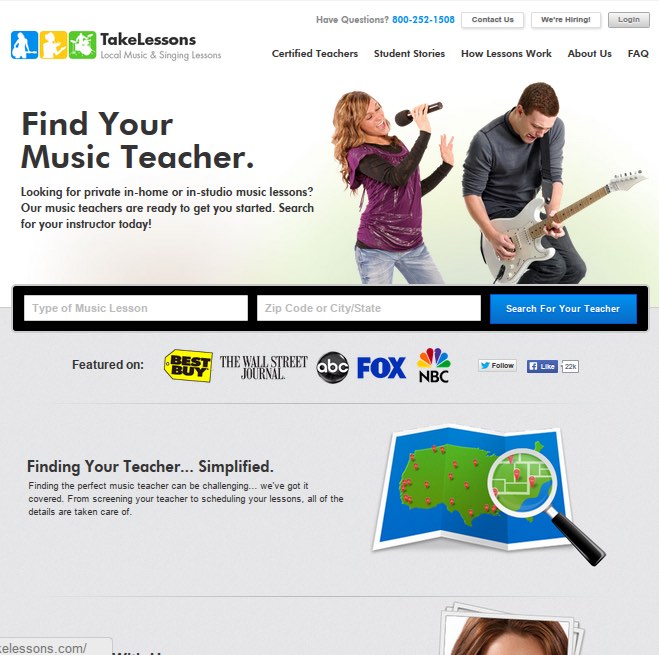 Have Questions? 800-252-1508 Contact Us We're Hiring! Login
TakeLessons
Local Music & Singing Lessons
Certified Teachers Student Stories How Lessons Work About Us FAQ
Find Your
Music Teacher.
Looking for private in-home or in-studio music lessons?
Our music teachers are ready to get you started. Search
for your instructor today!
Type of Music Lesson Zip Code or City/State Search For Your Teacher
Featured on:
BEST
BUY
THE WALL STREET
JOURNAL.
abc
FOX
NBC
Follow
Like 22k
Finding Your Teacher... Simplified.
Finding the perfect music teacher can be challenging... we've got it
covered. From screening your teacher to scheduling your lessons, all of the
details are taken care of.
kelessons.com/